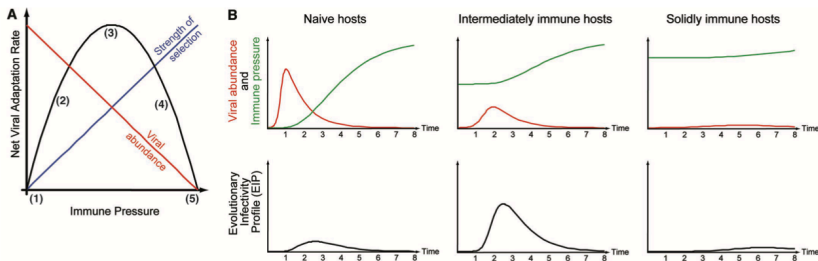 A
Net Viral Adaptation Rate
(1)
(2)
(3)
(4)
(5)
Strength of
selection
Viral
abundance
Immune Pressure
B
Naive hosts
Intermediately immune hosts
Solidly immune hosts
Viral abundance
and
Immune pressure
Time
1 2 3 4 5 6 7 8
Time
1 2 3 4 5 6 7 8
Time
1 2 3 4 5 6 7 8
Evolutionary
Infectivity
Profile (EIP)
Time
1 2 3 4 5 6 7 8
Time
1 2 3 4 5 6 7 8
Time
1 2 3 4 5 6 7 8